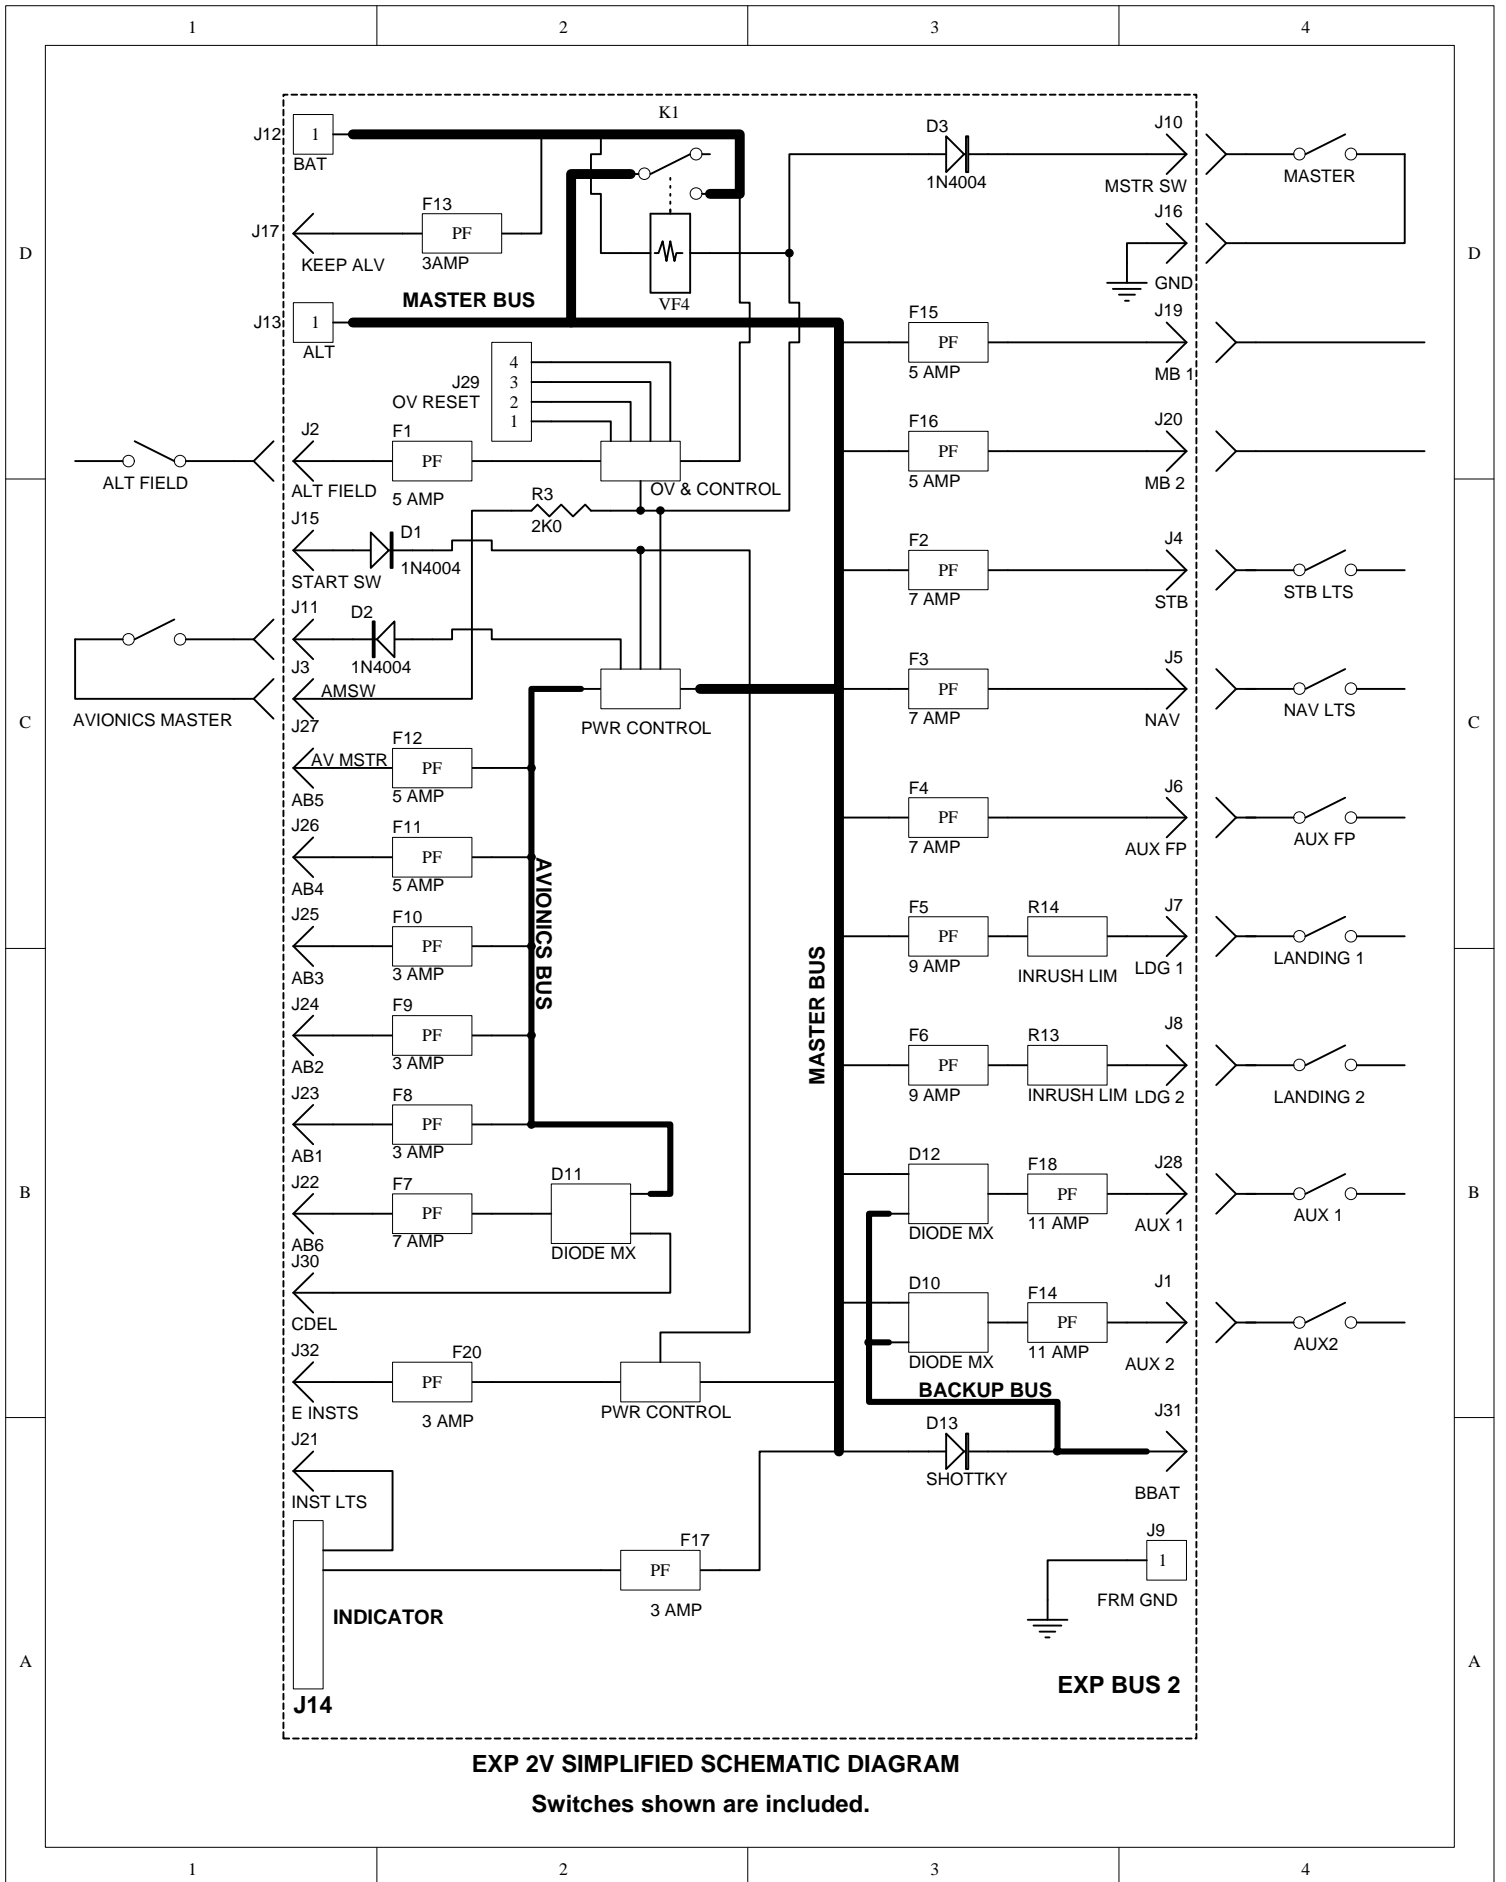 1 2 3 4
D
D
C
C
B
B
A
A
J12
1
BAT
K1
D3
1N4004
J10
MSTR SW
MASTER
J17
KEEP ALV
F13
PF
3AMP
VF4
J16
GND
MASTER BUS
J13
1
ALT
F15
PF
5 AMP
J19
MB 1
J29
OV RESET
4
3
2
1
F16
PF
5 AMP
J20
MB 2
ALT FIELD
J2
ALT FIELD
F1
PF
5 AMP
OV & CONTROL
R3
2K0
J15
START SW
D1
1N4004
F2
PF
7 AMP
J4
STB
STB LTS
J11
D2
1N4004
J3
AMSW
AVIONICS MASTER
J27
PWR CONTROL
F3
PF
7 AMP
J5
NAV
NAV LTS
AV MSTR
F12
PF
5 AMP
AB5
F4
PF
7 AMP
J6
AUX FP
AUX FP
J26
F11
PF
5 AMP
AB4
AVIONICS BUS
J25
F10
PF
3 AMP
AB3
F5
PF
9 AMP
R14
INRUSH LIM
J7
LDG 1
LANDING 1
MASTER BUS
J24
F9
PF
3 AMP
AB2
F6
PF
9 AMP
R13
INRUSH LIM
J8
LDG 2
LANDING 2
J23
F8
PF
3 AMP
AB1
D12
DIODE MX
F18
PF
11 AMP
J28
AUX 1
AUX 1
J22
F7
PF
7 AMP
D11
DIODE MX
AB6
J30
CDEL
D10
DIODE MX
F14
PF
11 AMP
J1
AUX 2
AUX2
J32
E INSTS
F20
PF
3 AMP
PWR CONTROL
BACKUP BUS
D13
SHOTTKY
J31
BBAT
J21
INST LTS
F17
PF
3 AMP
J9
1
FRM GND
INDICATOR
J14
EXP BUS 2
EXP 2V SIMPLIFIED SCHEMATIC DIAGRAM
Switches shown are included.
1 2 3 4